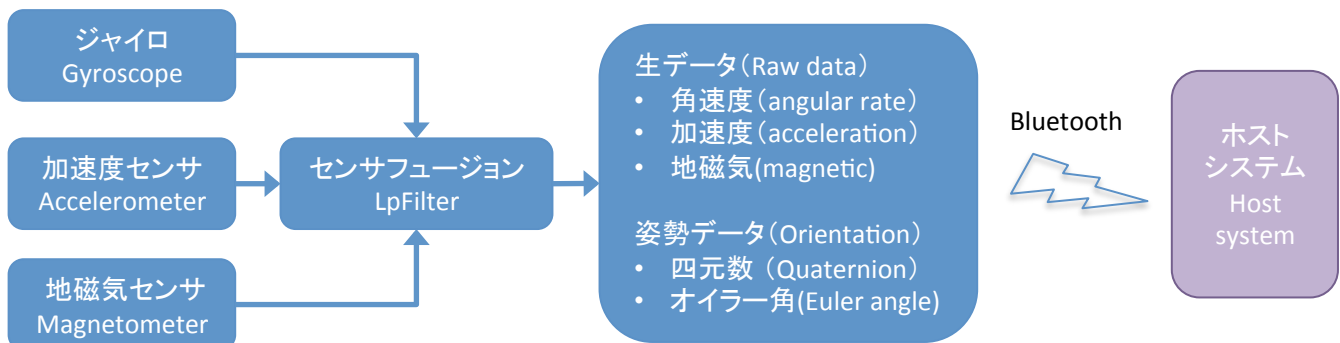 ジャイロ
Gyroscope
加速度センサ
Accelerometer
地磁気センサ
Magnetometer
センサフュージョン
LpFilter
生データ（Raw data）
• 角速度（angular rate）
• 加速度（acceleration）
• 地磁気(magnetic)
姿勢データ（Orientation）
• 四元数（Quaternion）
• オイラー角(Euler angle)
Bluetooth
ホスト
システム
Host
system